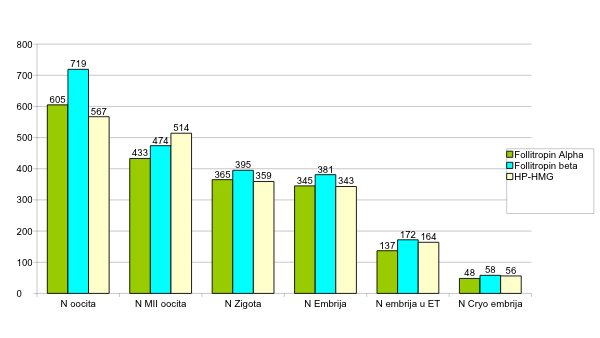 800
700
600
500
400
300
200
100
0
605 719 567
433 474 514
365 395 359
345 381 343
137 172 164
48 58 56
N oocita N MII oocita N Zigota N Embrija N embrija u ET N Cryo embrija
Follitropin Alpha
Follitropin beta
HP-HMG